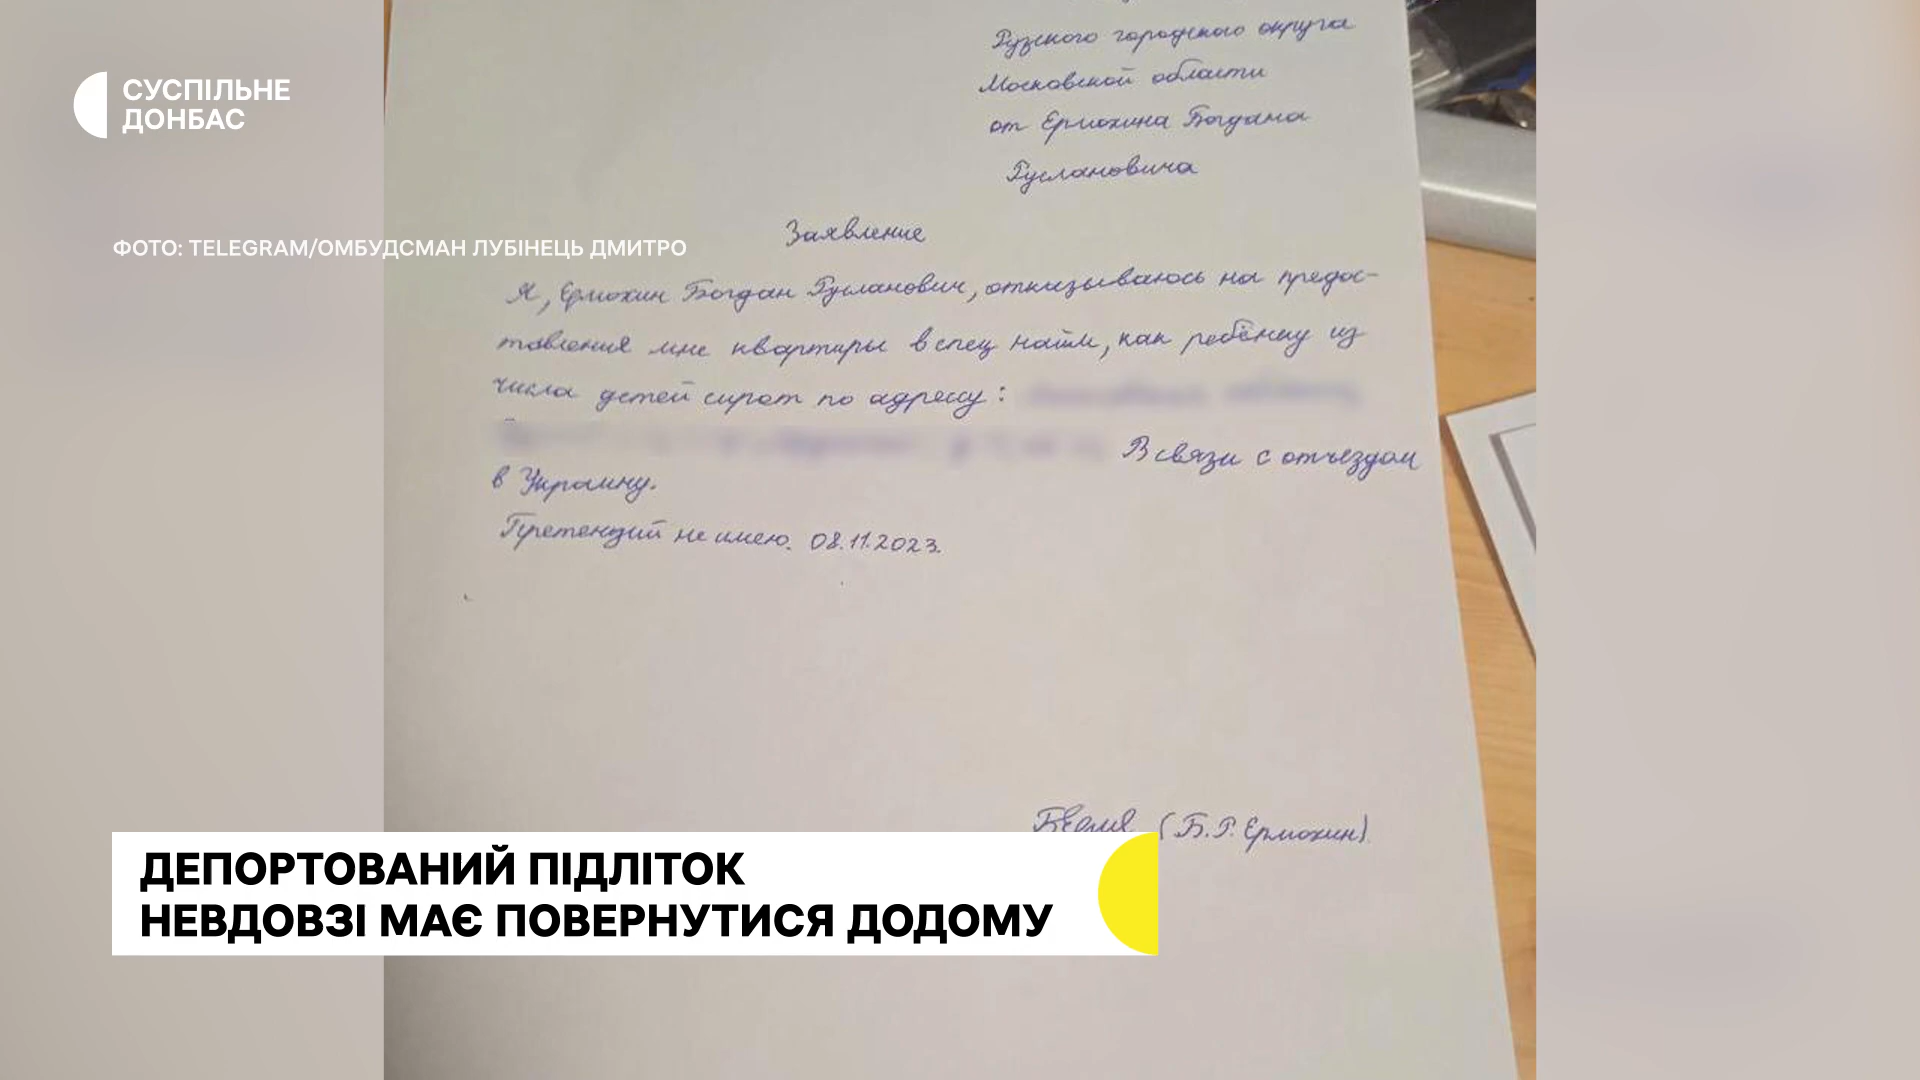 Рузского городского округа
СУСПІЛЬНЕ
ДОНБАС
Московской области
от Ермохина Богдана
Руслановича
Заявление
ФОТО: TELEGRAM/ОМБУДСМАН ЛУБІНЕЦЬ ДМИТРО
Я, Ермохин Богдан Русланович, отказываюсь на предос-
тавления мне квартиры в спец найм, как ребёнку из
числа детей сирот по адресу:
В связи с отъездом
в Украину.
Претензий не имею. 08.11.2023.
(Б.Р. Ермохин)
ДЕПОРТОВАНИЙ ПІДЛІТОК
НЕВДОВЗІ МАЄ ПОВЕРНУТИСЯ ДОДОМУ